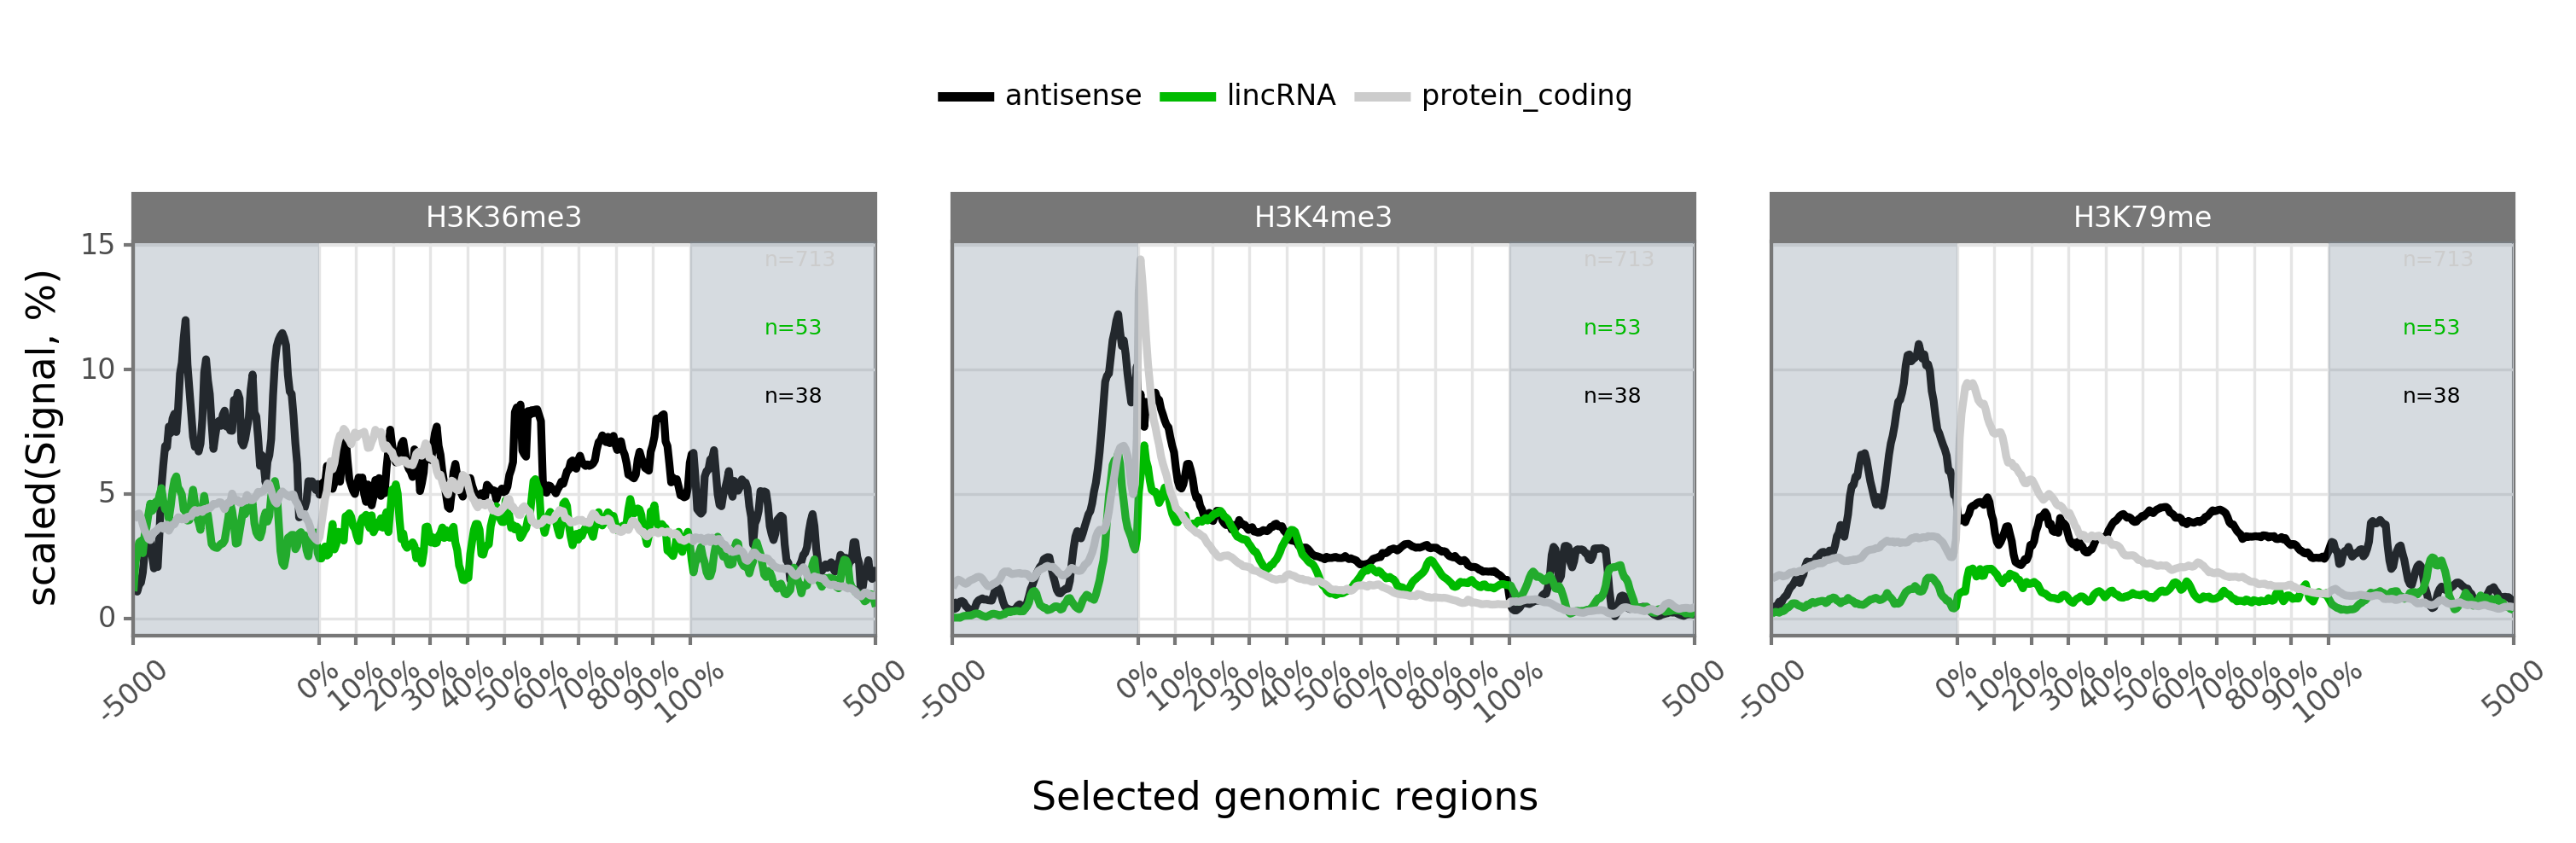 antisense lincRNA protein_coding
H3K36me3 H3K4me3 H3K79me
scaled(Signal, %)
15
10
5
0
n=713 n=713 n=713
n=53 n=53 n=53
n=38 n=38 n=38
-5000 0% 10% 20% 30% 40% 50% 60% 70% 80% 90% 100% 5000 -5000 0% 10% 20% 30% 40% 50% 60% 70% 80% 90% 100% 5000 -5000 0% 10% 20% 30% 40% 50% 60% 70% 80% 90% 100% 5000
Selected genomic regions